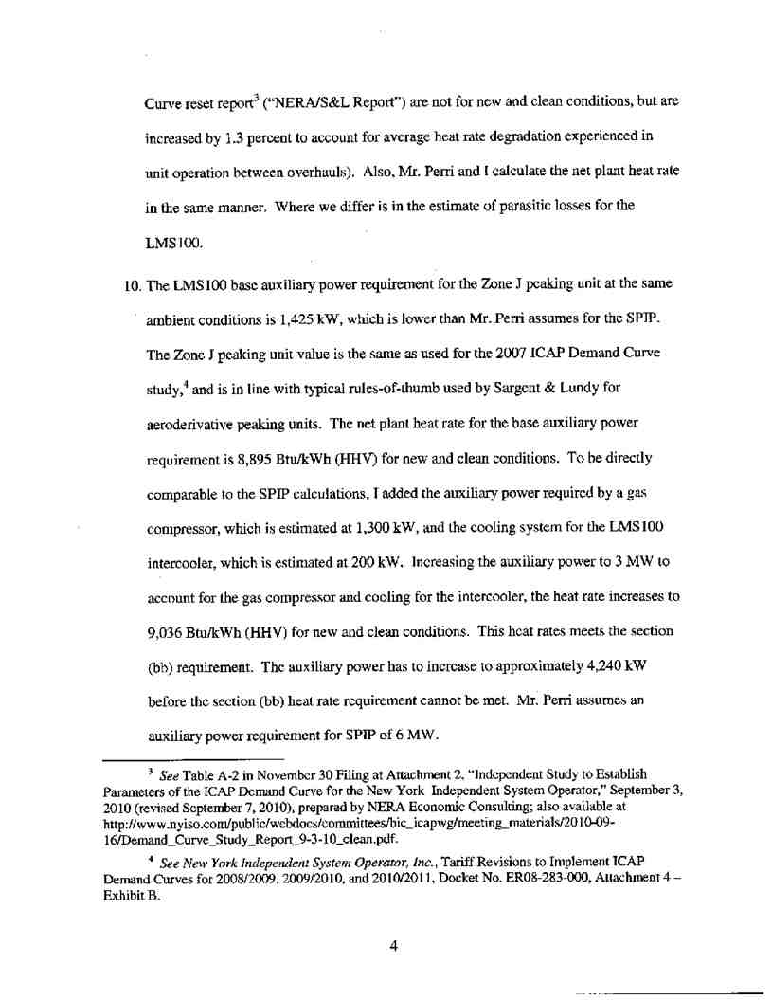 Curve reset report3 (“NERA/S&L Report”) are not for new and clean conditions, but are
increased by 1.3 percent to account for average heat rate degradation experienced in
unit operation between overhauls). Also, Mr. Perri and I calculate the net plant heat rate
in the same manner. Where we differ is in the estimate of parasitic losses for the
LMS100.
10. The LMS100 base auxiliary power requirement for the Zone J peaking unit at the same
ambient conditions is 1,425 kW, which is lower than Mr. Perri assumes for the SPIP.
The Zone J peaking unit value is the same as used for the 2007 ICAP Demand Curve
study,4 and is in line with typical rules-of-thumb used by Sargent & Lundy for
aeroderivative peaking units. The net plant heat rate for the base auxiliary power
requirement is 8,895 Btu/kWh (HHV) for new and clean conditions. To be directly
comparable to the SPIP calculations, I added the auxiliary power required by a gas
compressor, which is estimated at 1,300 kW, and the cooling system for the LMS100
intercooler, which is estimated at 200 kW. Increasing the auxiliary power to 3 MW to
account for the gas compressor and cooling for the intercooler, the heat rate increases to
9,036 Btu/kWh (HHV) for new and clean conditions. This heat rates meets the section
(bb) requirement. The auxiliary power has to increase to approximately 4,240 kW
before the section (bb) heat rate requirement cannot be met. Mr. Perri assumes an
auxiliary power requirement for SPIP of 6 MW.
3 See Table A-2 in November 30 Filing at Attachment 2, “Independent Study to Establish
Parameters of the ICAP Demand Curve for the New York Independent System Operator,” September 3,
2010 (revised September 7, 2010), prepared by NERA Economic Consulting; also available at
http://www.nyiso.com/public/webdocs/committees/bic_icapwg/meeting_materials/2010-09-
16/Demand_Curve_Study_Report_9-3-10_clean.pdf.
4 See New York Independent System Operator, Inc., Tariff Revisions to Implement ICAP
Demand Curves for 2008/2009, 2009/2010, and 2010/2011, Docket No. ER08-283-000, Attachment 4 –
Exhibit B.
4